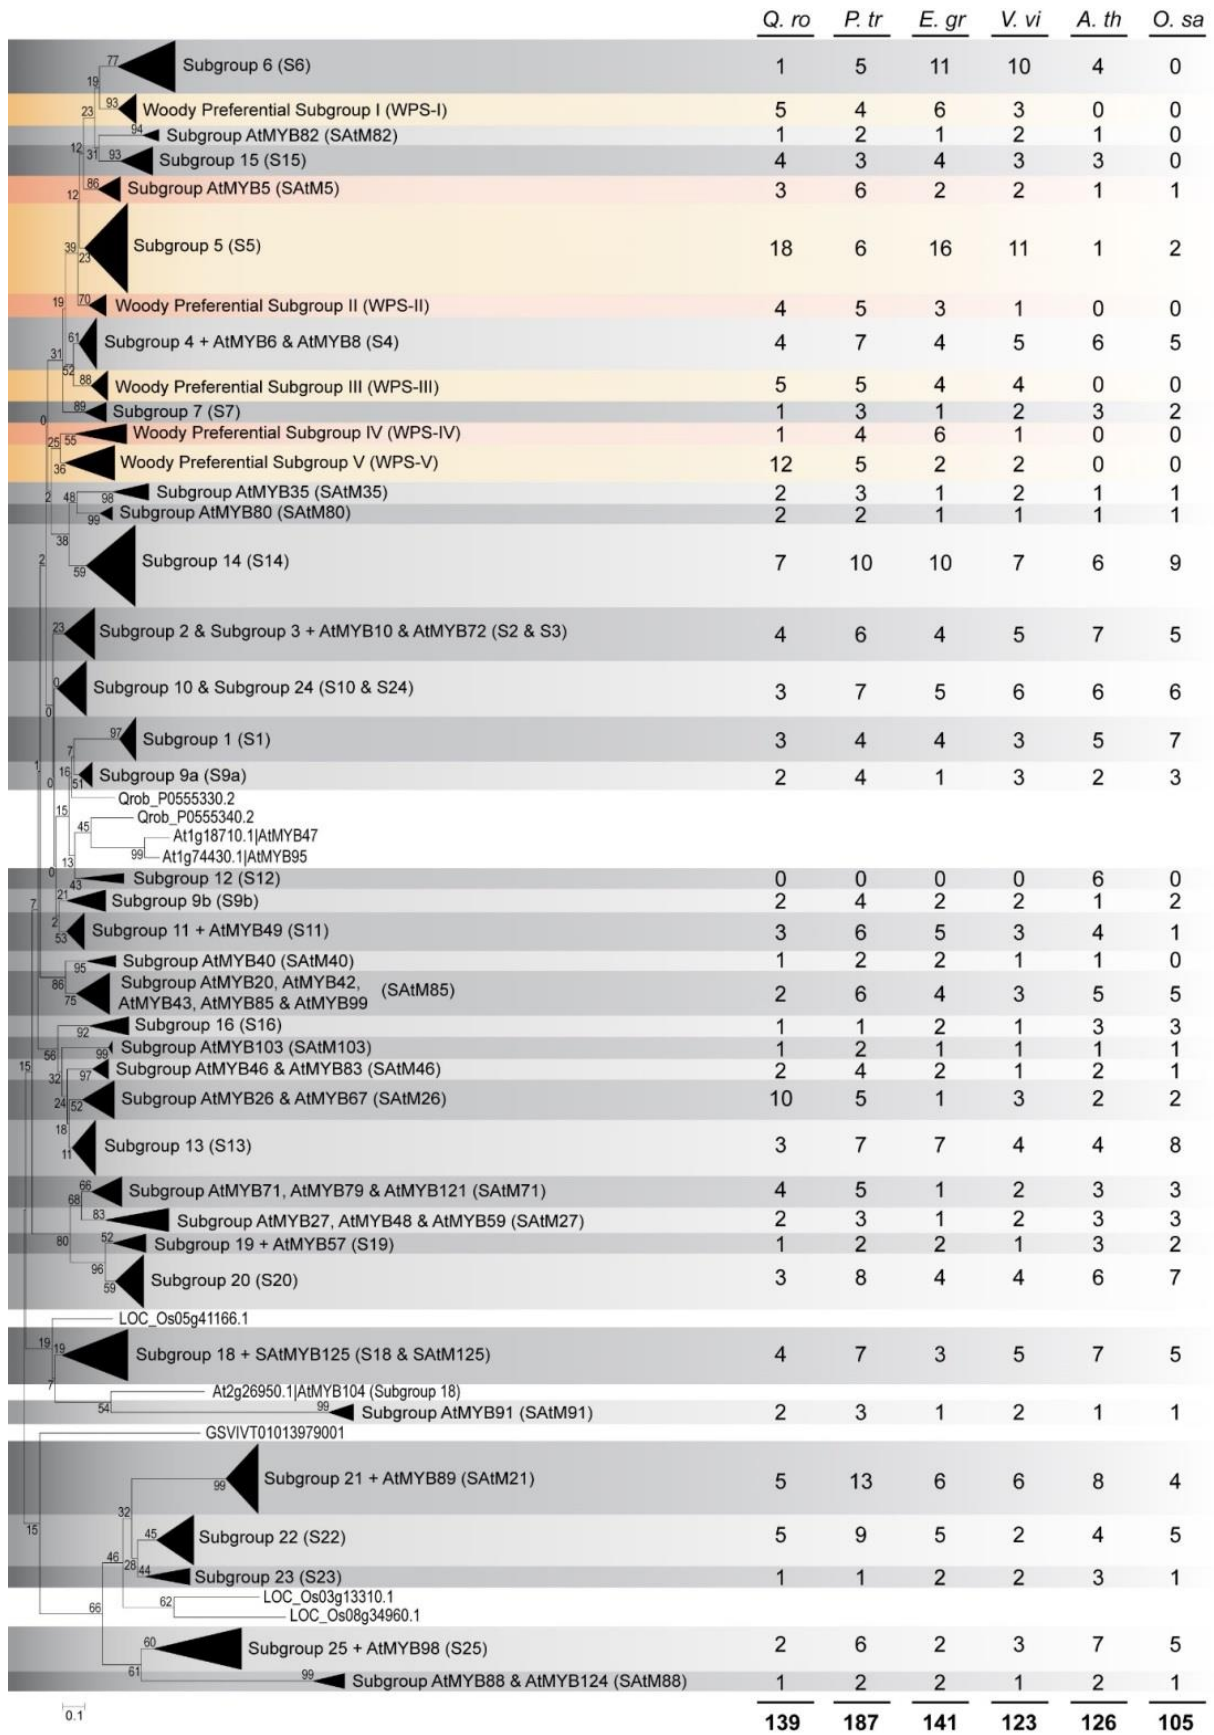 Q. ro P. tr E. gr V. vi A. th O. sa
77 Subgroup 6 (S6) 1 5 11 10 4 0
19
93 Woody Preferential Subgroup I (WPS-I) 5 4 6 3 0 0
23
94 Subgroup AtMYB82 (SAtM82) 1 2 1 2 1 0
12
31 93 Subgroup 15 (S15) 4 3 4 3 3 0
86 Subgroup AtMYB5 (SAtM5) 3 6 2 2 1 1
12
39 Subgroup 5 (S5) 18 6 16 11 1 2
23
19 70 Woody Preferential Subgroup II (WPS-II) 4 5 3 1 0 0
61 Subgroup 4 + AtMYB6 & AtMYB8 (S4) 4 7 4 5 6 5
31
52
88 Woody Preferential Subgroup III (WPS-III) 5 5 4 4 0 0
89 Subgroup 7 (S7) 1 3 1 2 3 2
0
25 55 Woody Preferential Subgroup IV (WPS-IV) 1 4 6 1 0 0
36 Woody Preferential Subgroup V (WPS-V) 12 5 2 2 0 0
2 48 98 Subgroup AtMYB35 (SAtM35) 2 3 1 2 1 1
99 Subgroup AtMYB80 (SAtM80) 2 2 1 1 1 1
38
2 59 Subgroup 14 (S14) 7 10 10 7 6 9
23 Subgroup 2 & Subgroup 3 + AtMYB10 & AtMYB72 (S2 & S3) 4 6 4 5 7 5
0 Subgroup 10 & Subgroup 24 (S10 & S24) 3 7 5 6 6 6
0
97 Subgroup 1 (S1) 3 4 4 3 5 7
7
1 16 51 Subgroup 9a (S9a) 2 4 1 3 2 3
0
Qrob_P0555330.2
15
45 Qrob_P0555340.2
At1g18710.1|AtMYB47
13 99 At1g74430.1|AtMYB95
0 43 Subgroup 12 (S12) 0 0 0 0 6 0
7 21 Subgroup 9b (S9b) 2 4 2 2 1 2
2 53 Subgroup 11 + AtMYB49 (S11) 3 6 5 3 4 1
95 Subgroup AtMYB40 (SAtM40) 1 2 2 1 1 0
86 75 Subgroup AtMYB20, AtMYB42,
AtMYB43, AtMYB85 & AtMYB99 (SAtM85) 2 6 4 3 5 5
92 Subgroup 16 (S16) 1 1 2 1 3 3
56 99 Subgroup AtMYB103 (SAtM103) 1 2 1 1 1 1
15 32 97 Subgroup AtMYB46 & AtMYB83 (SAtM46) 2 4 2 1 2 1
24 52 Subgroup AtMYB26 & AtMYB67 (SAtM26) 10 5 1 3 2 2
18
11 Subgroup 13 (S13) 3 7 7 4 4 8
66 Subgroup AtMYB71, AtMYB79 & AtMYB121 (SAtM71) 4 5 1 2 3 3
68
83 Subgroup AtMYB27, AtMYB48 & AtMYB59 (SAtM27) 2 3 1 2 3 3
80 52 Subgroup 19 + AtMYB57 (S19) 1 2 2 1 3 2
96
59 Subgroup 20 (S20) 3 8 4 4 6 7
LOC_Os05g41166.1
19 19 Subgroup 18 + SAtMYB125 (S18 & SAtM125) 4 7 3 5 7 5
7
At2g26950.1|AtMYB104 (Subgroup 18)
54 99 Subgroup AtMYB91 (SAtM91) 2 3 1 2 1 1
GSVIVT01013979001
99 Subgroup 21 + AtMYB89 (SAtM21) 5 13 6 6 8 4
32
15
45 Subgroup 22 (S22) 5 9 5 2 4 5
46 28 44 Subgroup 23 (S23) 1 1 2 2 3 1
62 LOC_Os03g13310.1
66
LOC_Os08g34960.1
60 Subgroup 25 + AtMYB98 (S25) 2 6 2 3 7 5
61
99 Subgroup AtMYB88 & AtMYB124 (SAtM88) 1 2 2 1 2 1
0.1
139 187 141 123 126 105